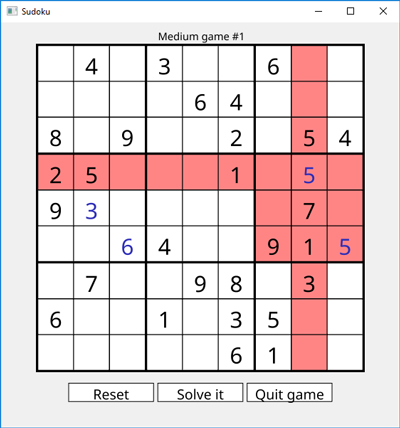 Sudoku
Medium game #1
4 3 6
6 4
8 9 2 5 4
2 5 1 5
9 3 7
6 4 9 1 5
7 9 8 3
6 1 3 5
6 1
Reset Solve it Quit game